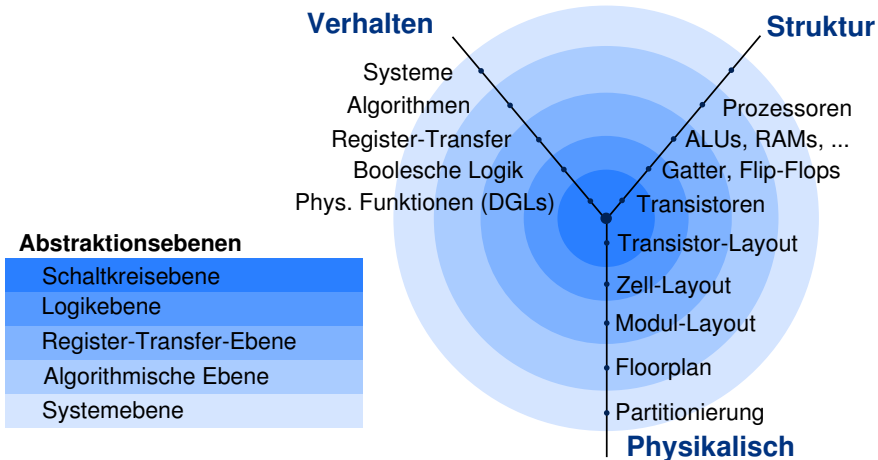 Verhalten
Struktur
Systeme
Algorithmen
Register-Transfer
Boolesche Logik
Phys. Funktionen (DGLs)
Prozessoren
ALUs, RAMs, ...
Gatter, Flip-Flops
Transistoren
Transistor-Layout
Zell-Layout
Modul-Layout
Floorplan
Partitionierung
Physikalisch
Abstraktionsebenen
Schaltkreisebene
Logikebene
Register-Transfer-Ebene
Algorithmische Ebene
Systemebene